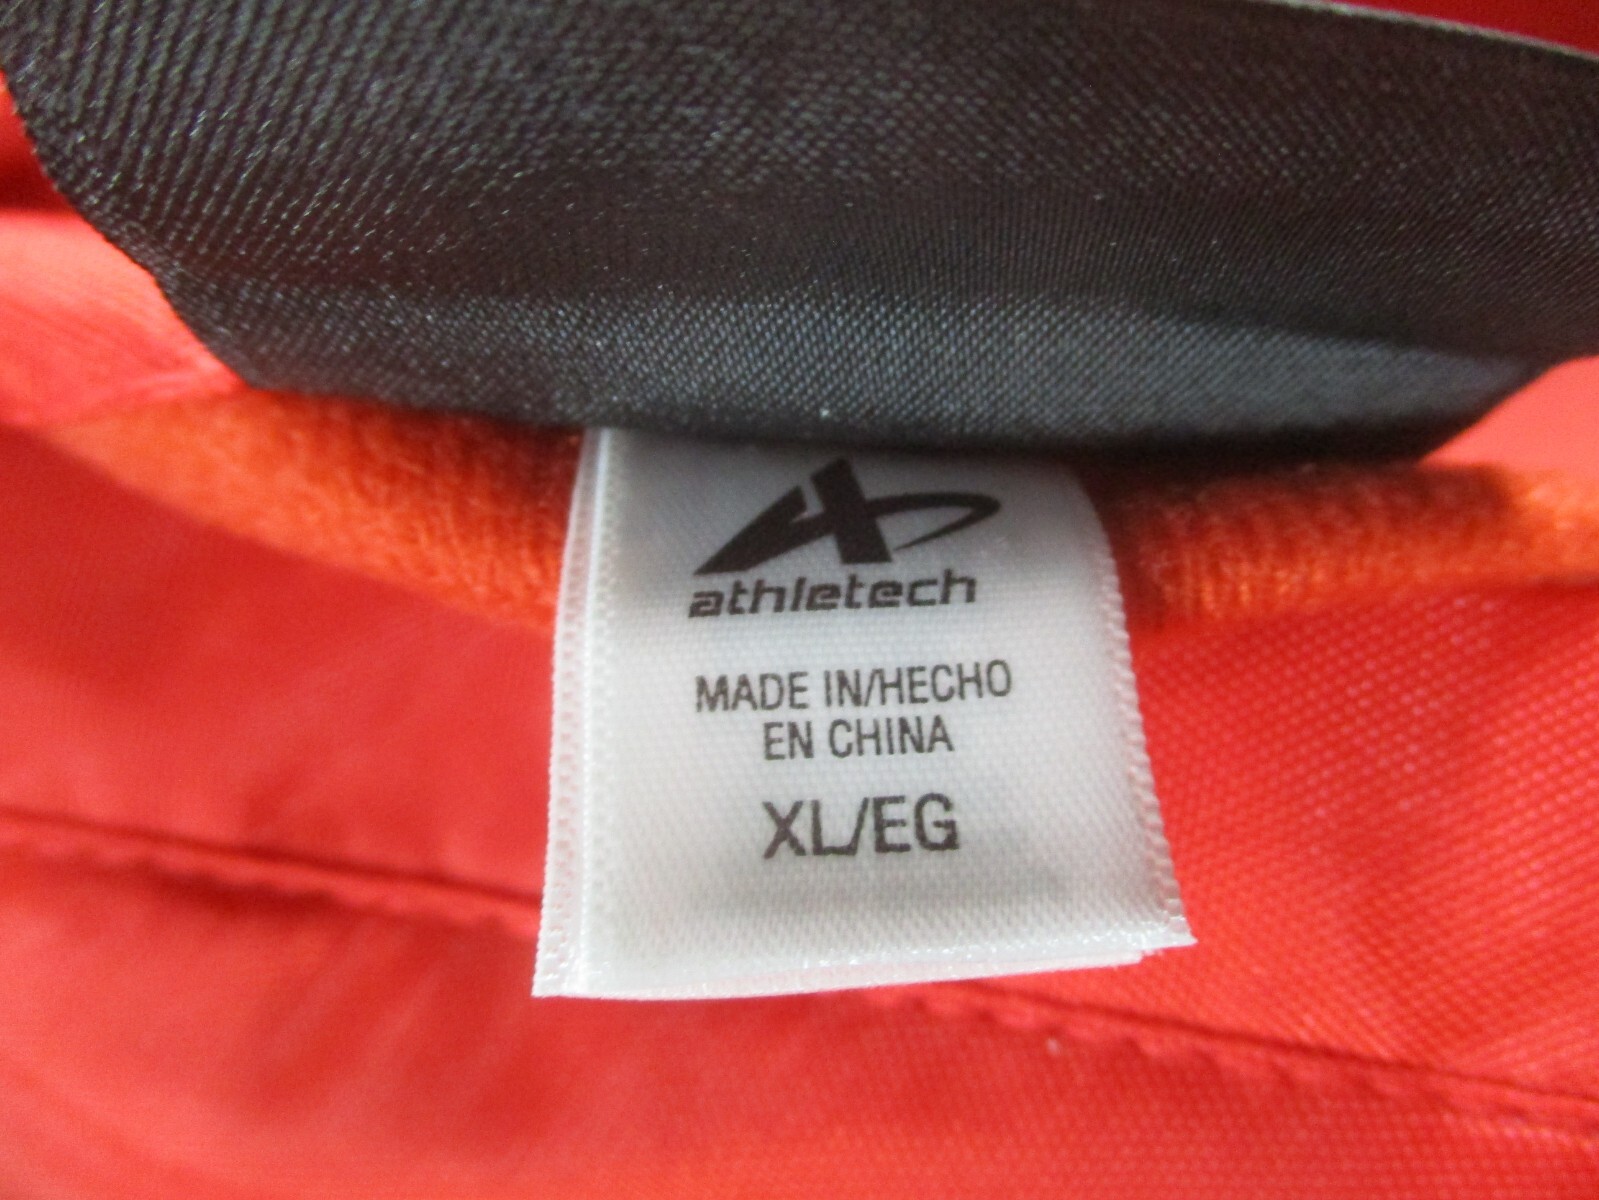 athletech
MADE IN/HECHO
EN CHINA
XL/EG